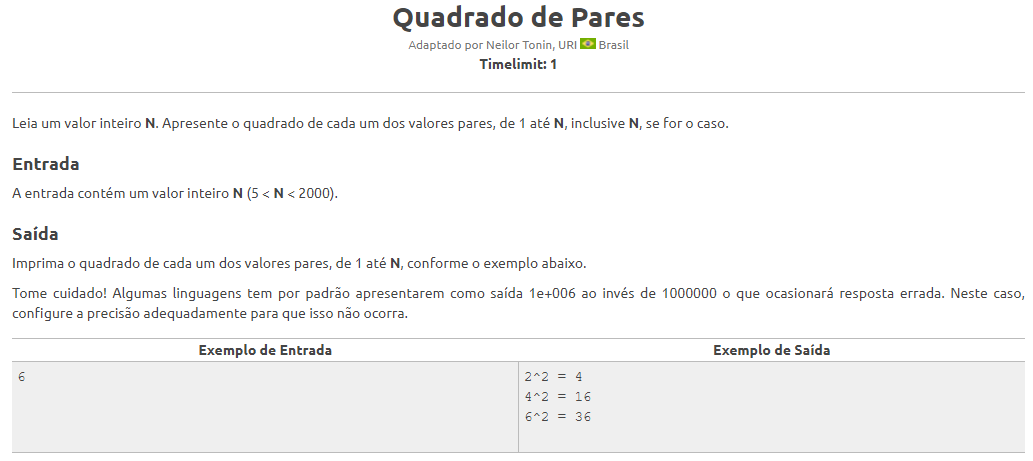 Quadrado de Pares
Adaptado por Neilor Tonin, URI Brasil
Timelimit: 1
Leia um valor inteiro N. Apresente o quadrado de cada um dos valores pares, de 1 até N, inclusive N, se for o caso.
Entrada
A entrada contém um valor inteiro N (5 < N < 2000).
Saída
Imprima o quadrado de cada um dos valores pares, de 1 até N, conforme o exemplo abaixo.
Tome cuidado! Algumas linguagens tem por padrão apresentarem como saída 1e+006 ao invés de 1000000 o que ocasionará resposta errada. Neste caso,
configure a precisão adequadamente para que isso não ocorra.
Exemplo de Entrada
Exemplo de Saída
6
2^2 = 4
4^2 = 16
6^2 = 36